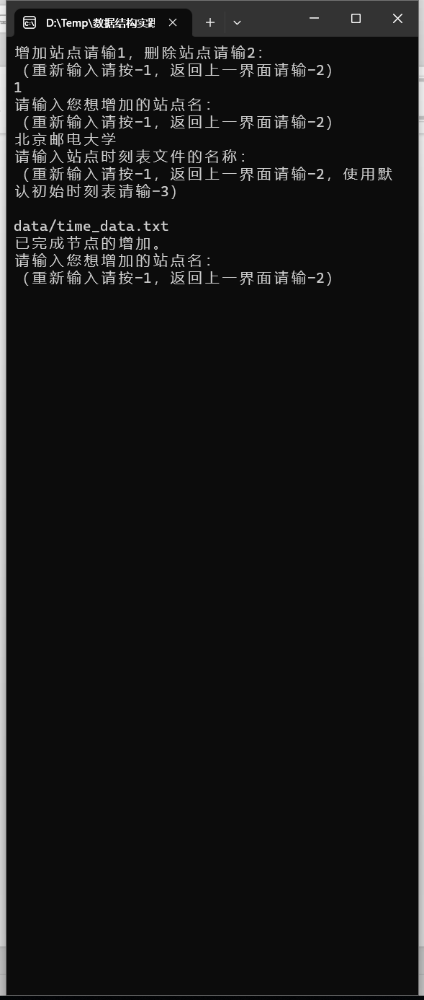 D:\Temp\数据结构实践
增加站点请输1，删除站点请输2：
（重新输入请按-1，返回上一界面请输-2）
1
请输入您想增加的站点名：
（重新输入请按-1，返回上一界面请输-2）
北京邮电大学
请输入站点时刻表文件的名称：
（重新输入请按-1，返回上一界面请输-2，使用默
认初始时刻表请输-3）
data/time_data.txt
已完成节点的增加。
请输入您想增加的站点名：
（重新输入请按-1，返回上一界面请输-2）